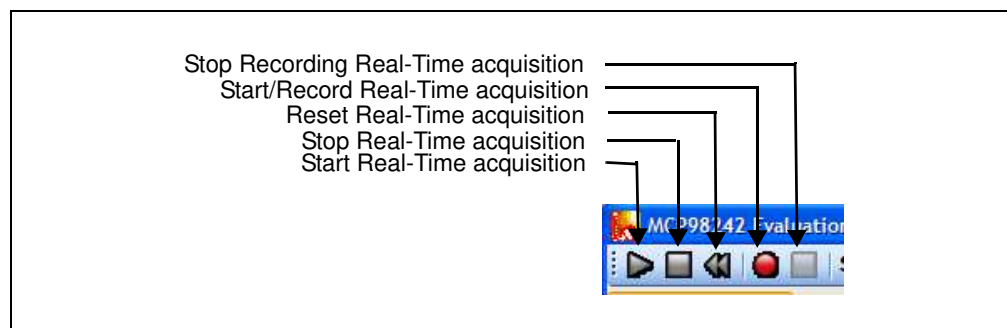 Stop Recording Real-Time acquisition
Start/Record Real-Time acquisition
Reset Real-Time acquisition
Stop Real-Time acquisition
Start Real-Time acquisition
MCP98242 Evaluation